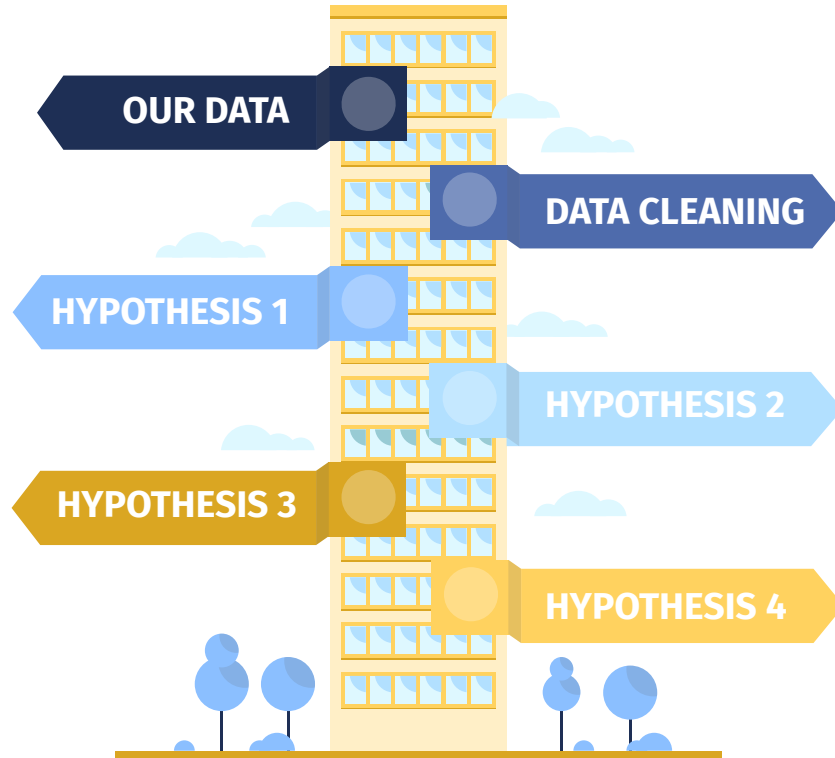 OUR DATA
DATA CLEANING
HYPOTHESIS 1
HYPOTHESIS 2
HYPOTHESIS 3
HYPOTHESIS 4